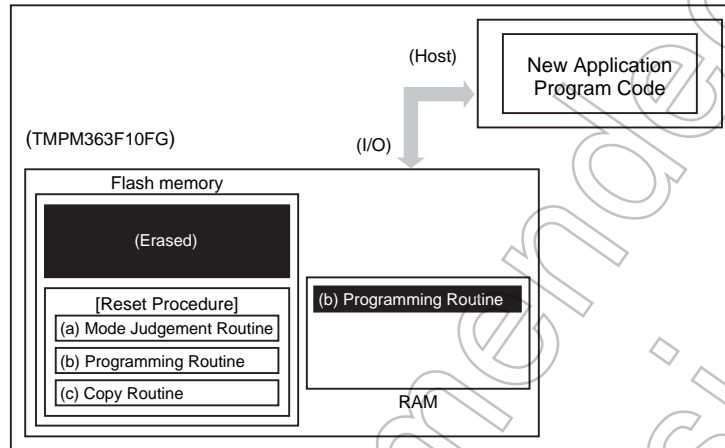 (Host)
New Application
Program Code
(TMPM363F10FG)
(I/O)
Flash memory
(Erased)
[Reset Procedure]
(a) Mode Judgement Routine
(b) Programming Routine
(c) Copy Routine
(b) Programming Routine
RAM